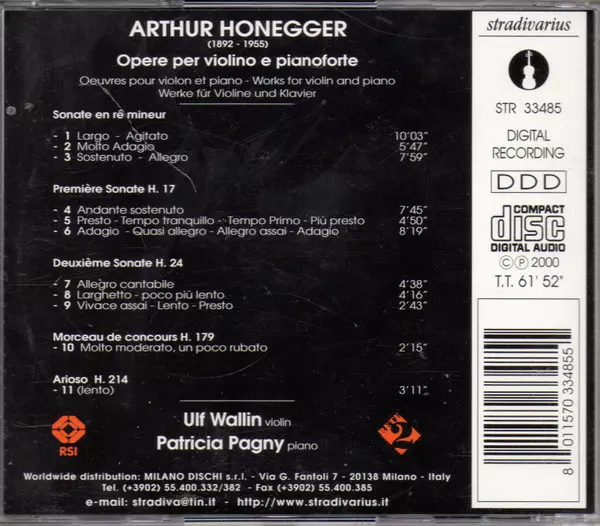 ARTHUR HONEGGER
(1892 - 1955)
Opere per violino e pianoforte
Oeuvres pour violon et piano - Works for violin and piano
Werke für Violine und Klavier
Sonate en ré mineur
- 1 Largo - Agitato 10'03"
- 2 Molto Adagio 5'47"
- 3 Sostenuto - Allegro 7'59"
Première Sonate H. 17
- 4 Andante sostenuto 7'45"
- 5 Presto - Tempo tranquillo - Tempo Primo - Più presto 4'50"
- 6 Adagio - Quasi allegro - Allegro assai - Adagio 8'19"
Deuxième Sonate H. 24
- 7 Allegro cantabile 4'38"
- 8 Larghetto - poco più lento 4'16"
- 9 Vivace assai - Lento - Presto 2'43"
Morceau de concours H. 179
- 10 Molto moderato, un poco rubato 2'15"
Arioso H. 214
- 11 (lento) 3'11"
Ulf Wallin violin
Patricia Pagny piano
RSI
2
Worldwide distribution: MILANO DISCHI s.r.l. - Via G. Fantoli 7 - 20138 Milano - Italy
Tel. (+3902) 55.400.332/382 - Fax (+3902) 55.400.385
e-mail: stradiva@tin.it - http://www.stradivarius.it
stradivarius
STR 33485
DIGITAL
RECORDING
DDD
COMPACT
disc
DIGITAL AUDIO
© ℗ 2000
T.T. 61' 52"
8 011570 334855